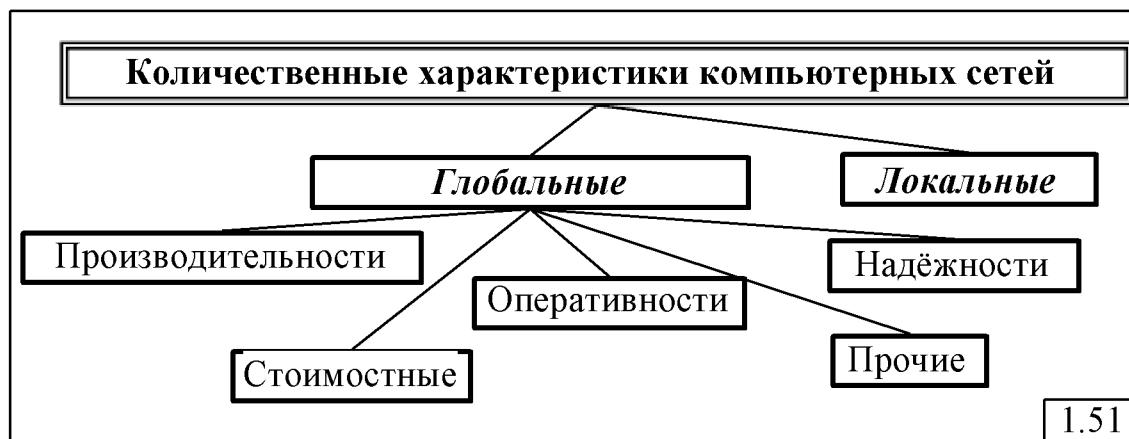 Количественные характеристики компьютерных сетей
Глобальные
Локальные
Производительности
Надёжности
Оперативности
Стоимостные
Прочие
1.51